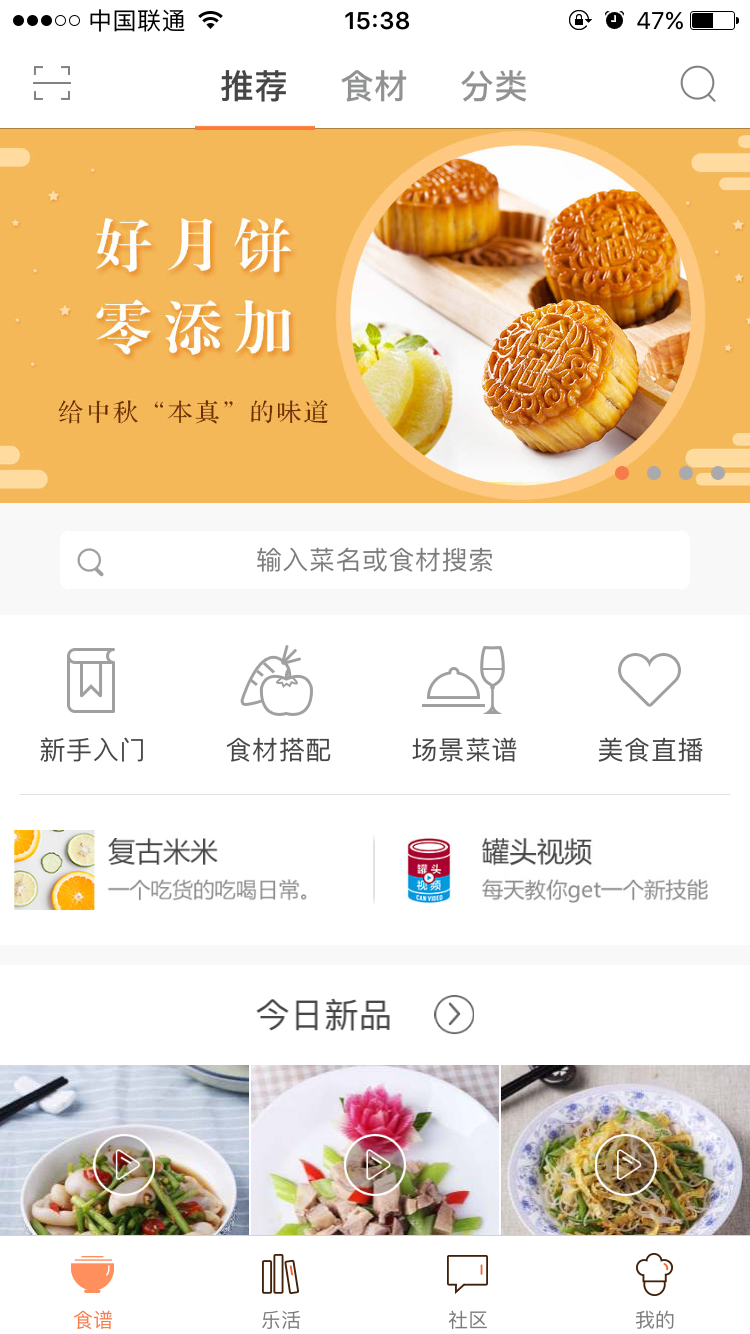 中国联通
15:38
47%
推荐 食材 分类
好月饼
零添加
给中秋“本真”的味道
输入菜名或食材搜索
新手入门 食材搭配 场景菜谱 美食直播
复古米米
一个吃货的吃喝日常。
罐头
视频
CAN VIDEO
罐头视频
每天教你get一个新技能
今日新品
食谱 乐活 社区 我的